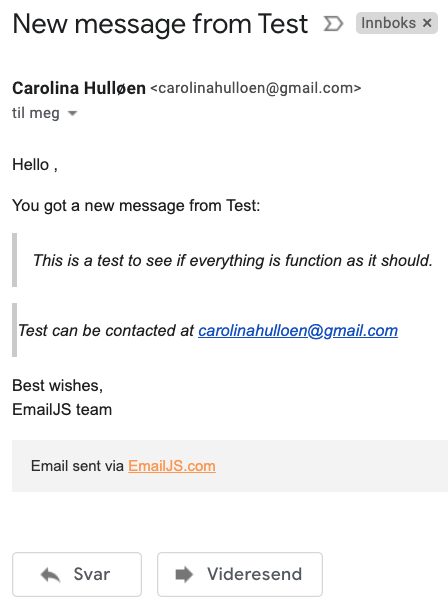 New message from Test Innboks ×
Carolina Hulløen <carolinahulloen@gmail.com>
til meg
Hello ,
You got a new message from Test:
This is a test to see if everything is function as it should.
Test can be contacted at carolinahulloen@gmail.com
Best wishes,
EmailJS team
Email sent via EmailJS.com
Svar Videresend